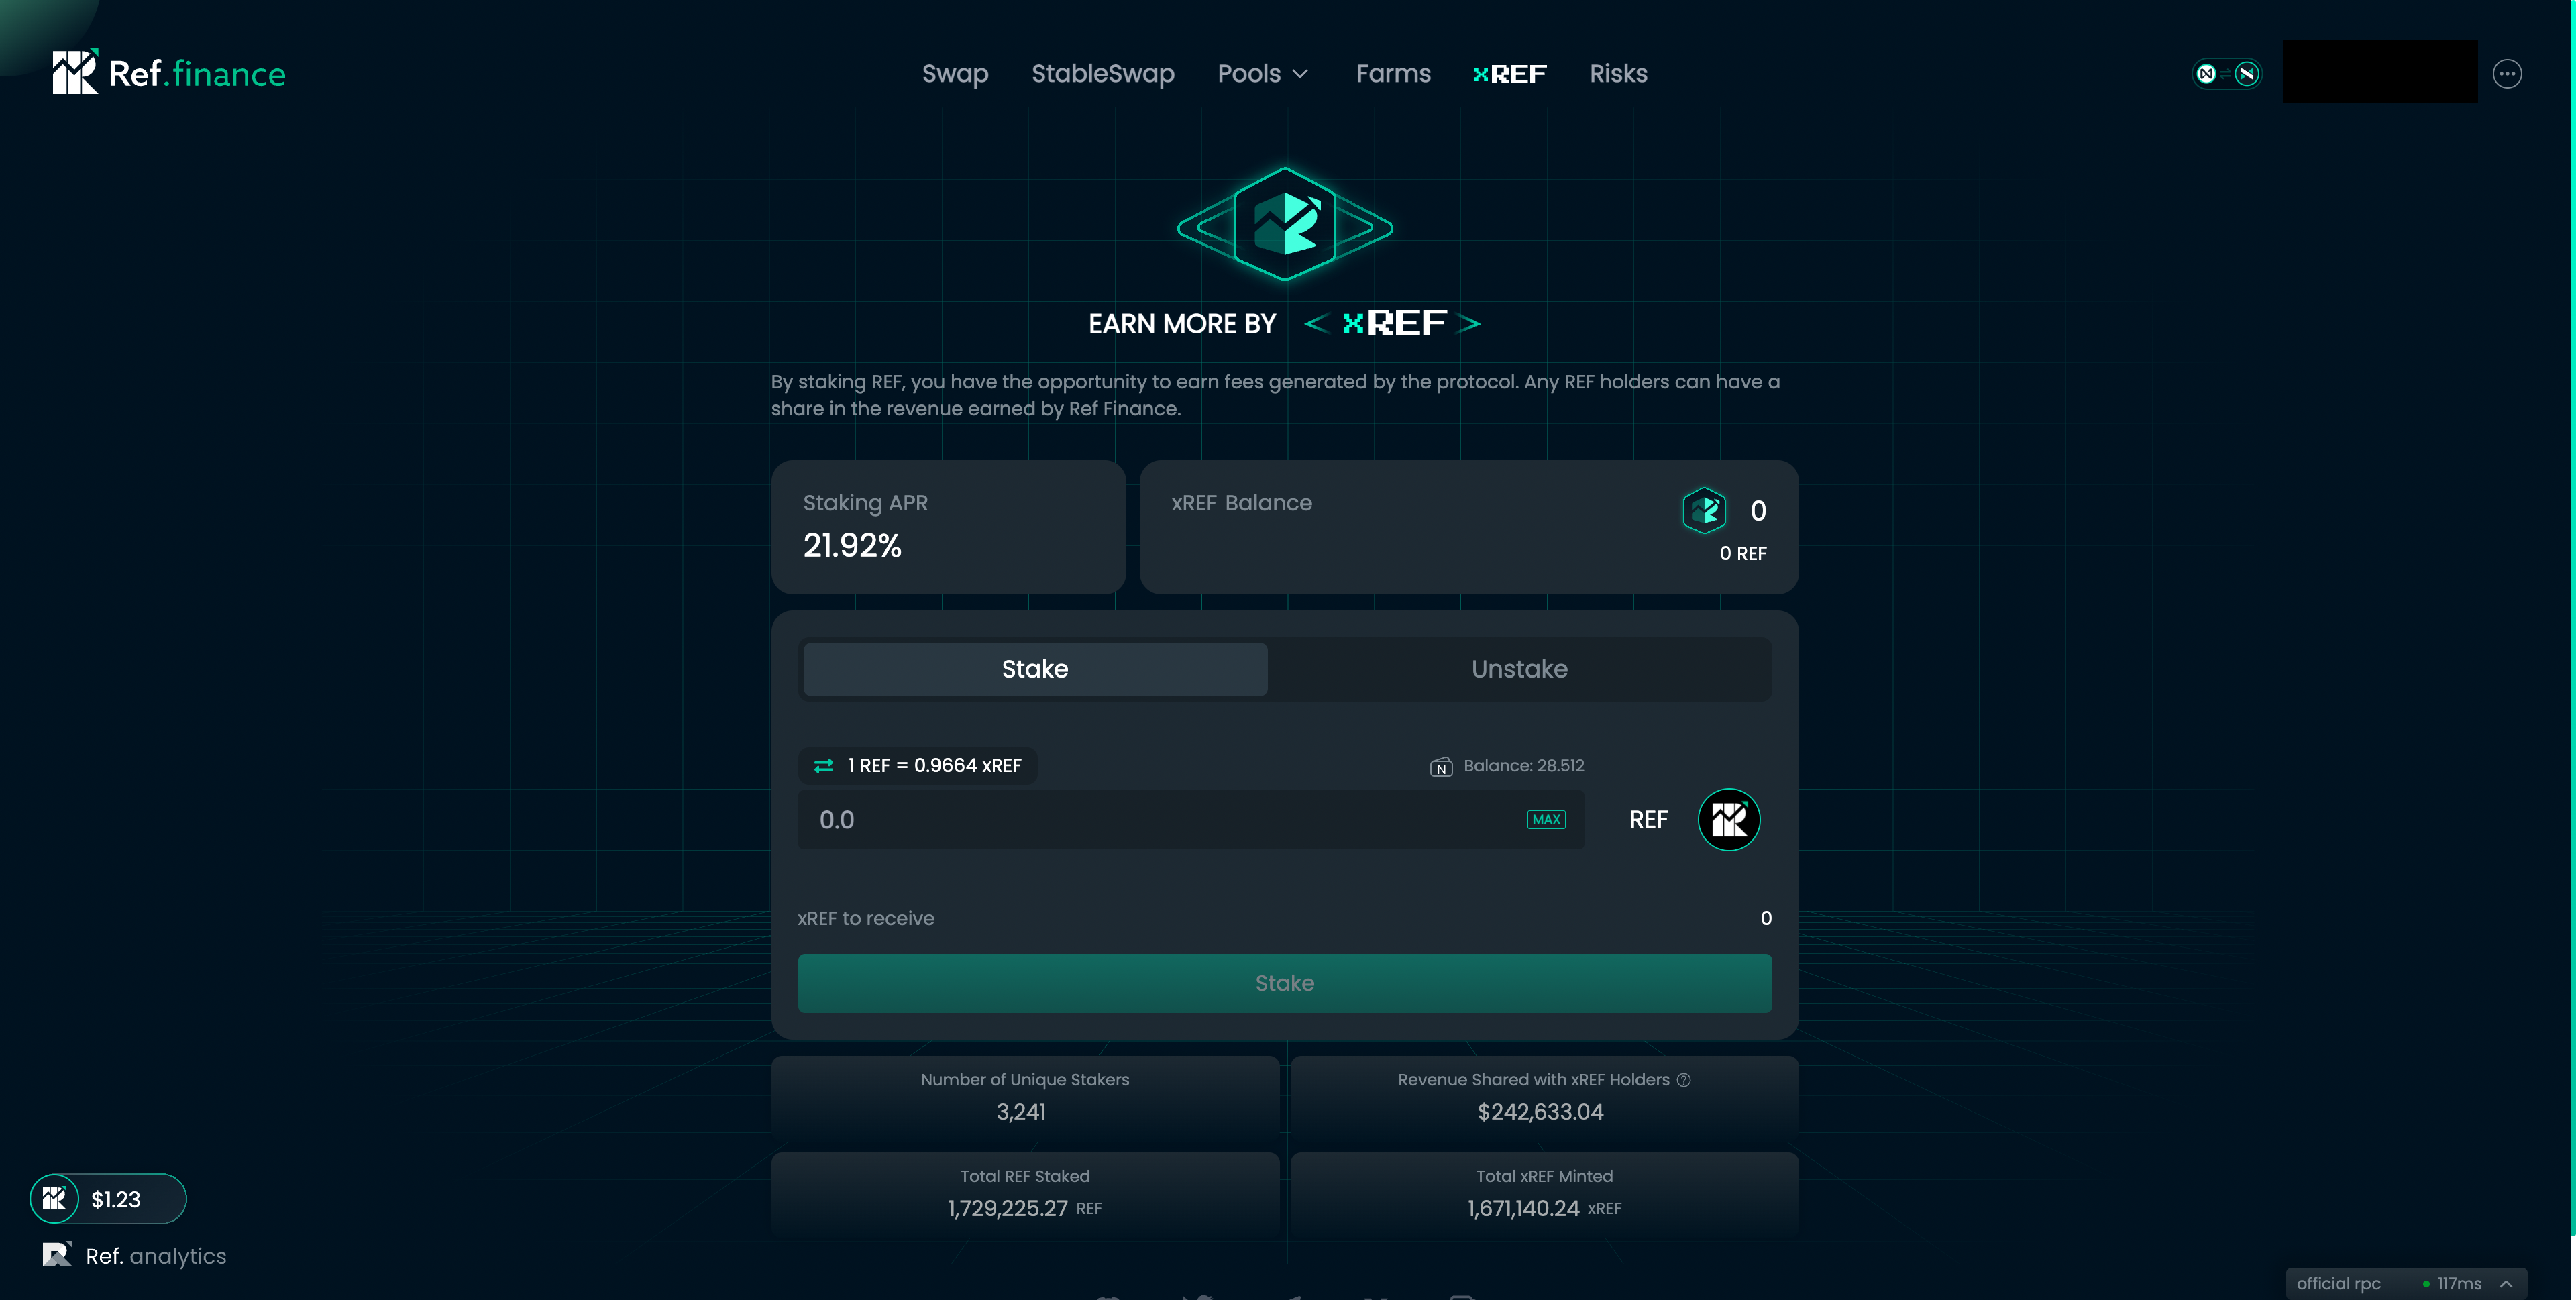 Ref.finance
Swap
StableSwap
Pools
Farms
xREF
Risks
EARN MORE BY < xREF >
By staking REF, you have the opportunity to earn fees generated by the protocol. Any REF holders can have a
share in the revenue earned by Ref Finance.
Staking APR
21.92%
xREF Balance
0
0 REF
Stake
Unstake
1 REF = 0.9664 xREF
N
Balance: 28.512
0.0
MAX
REF
xREF to receive
0
Stake
Number of Unique Stakers
3,241
Revenue Shared with xREF Holders ?
$242,633.04
Total REF Staked
1,729,225.27 REF
Total xREF Minted
1,671,140.24 xREF
$1.23
Ref. analytics
official rpc
117ms